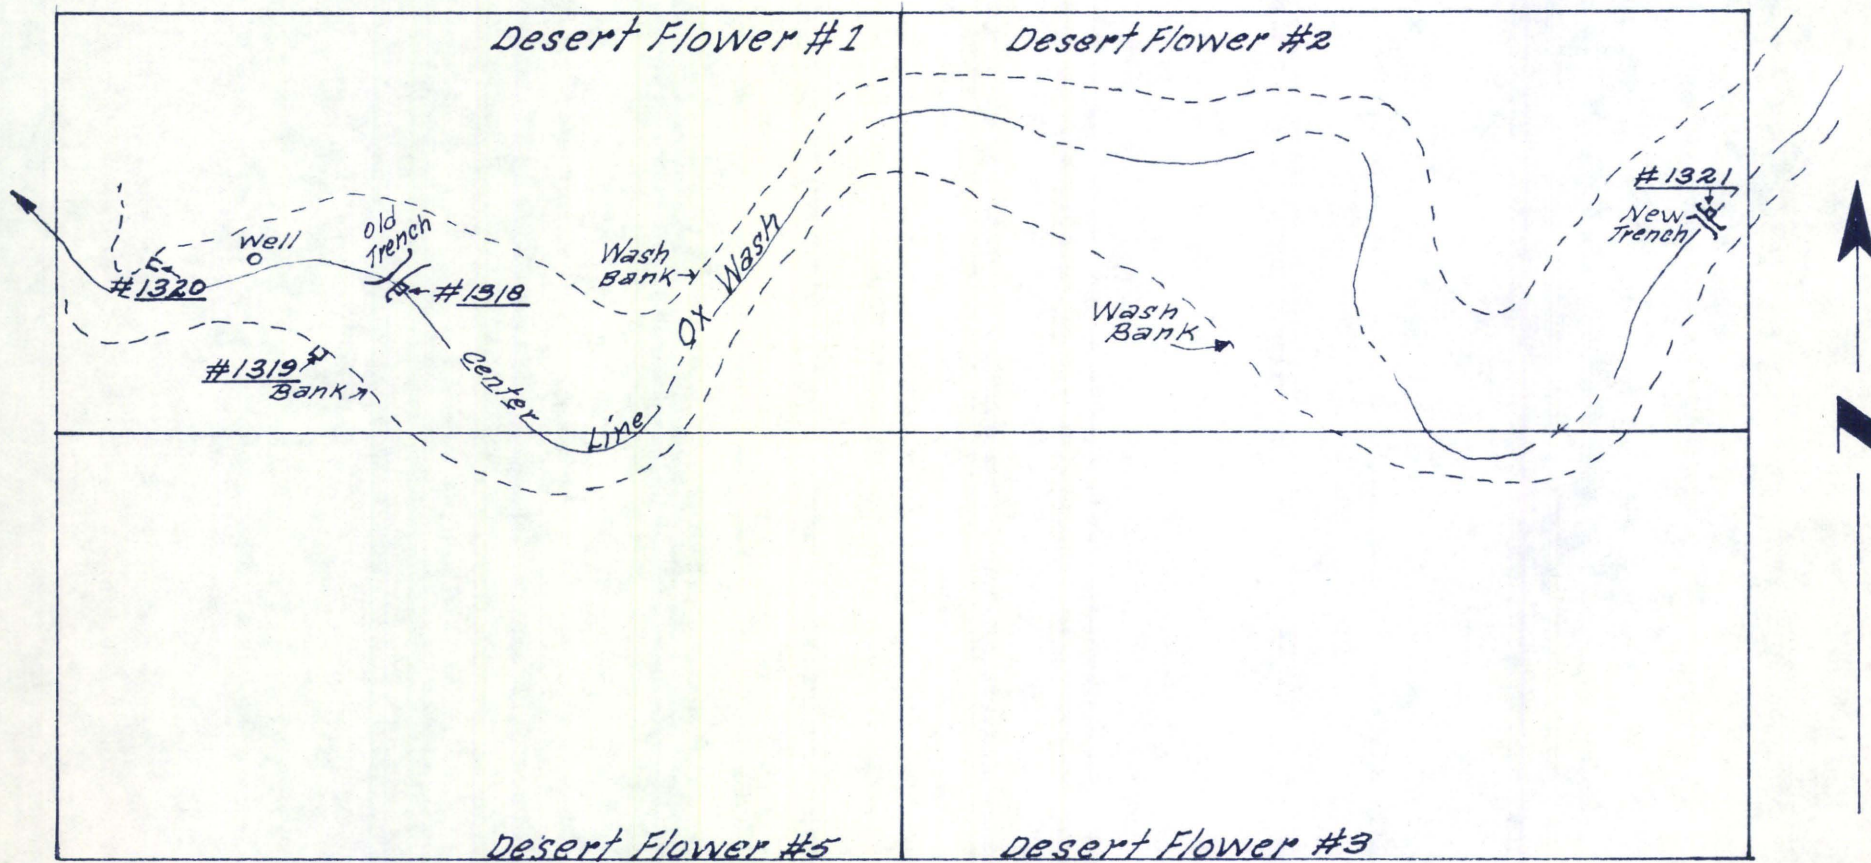 Desert Flower #1
Desert Flower #2
#1321
New
Trench
Old
Trench
Well
Wash
Bank
Ox Wash
#1320
#1318
Wash
Bank
#1319
Bank
Center
Line
N
Desert Flower #5
Desert Flower #3